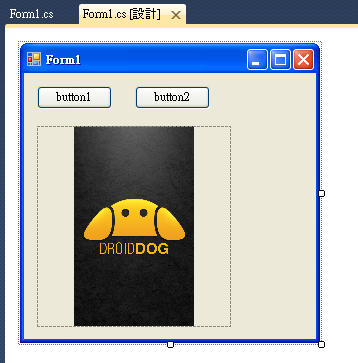 Form1.cs
Form1.cs [設計]
Form1
button1
button2
DROIDDOG